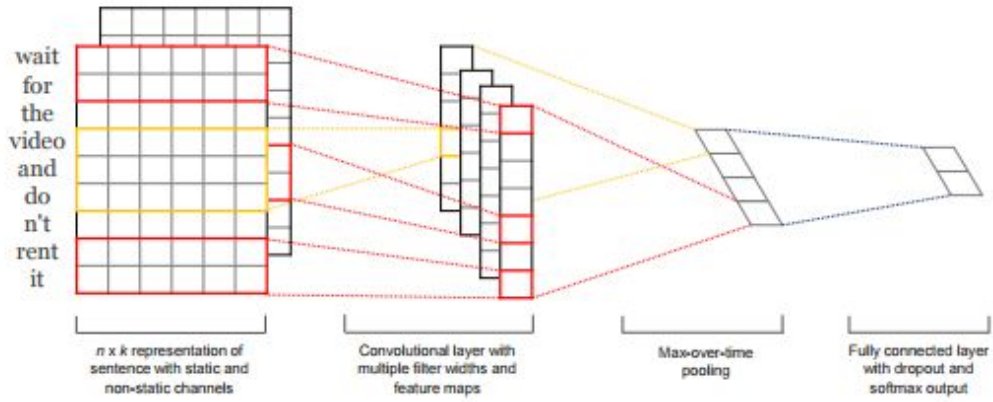 wait
for
the
video
and
do
n't
rent
it
n x k representation of
sentence with static and
non-static channels
Convolutional layer with
multiple filter widths and
feature maps
Max-over-time
pooling
Fully connected layer
with dropout and
softmax output